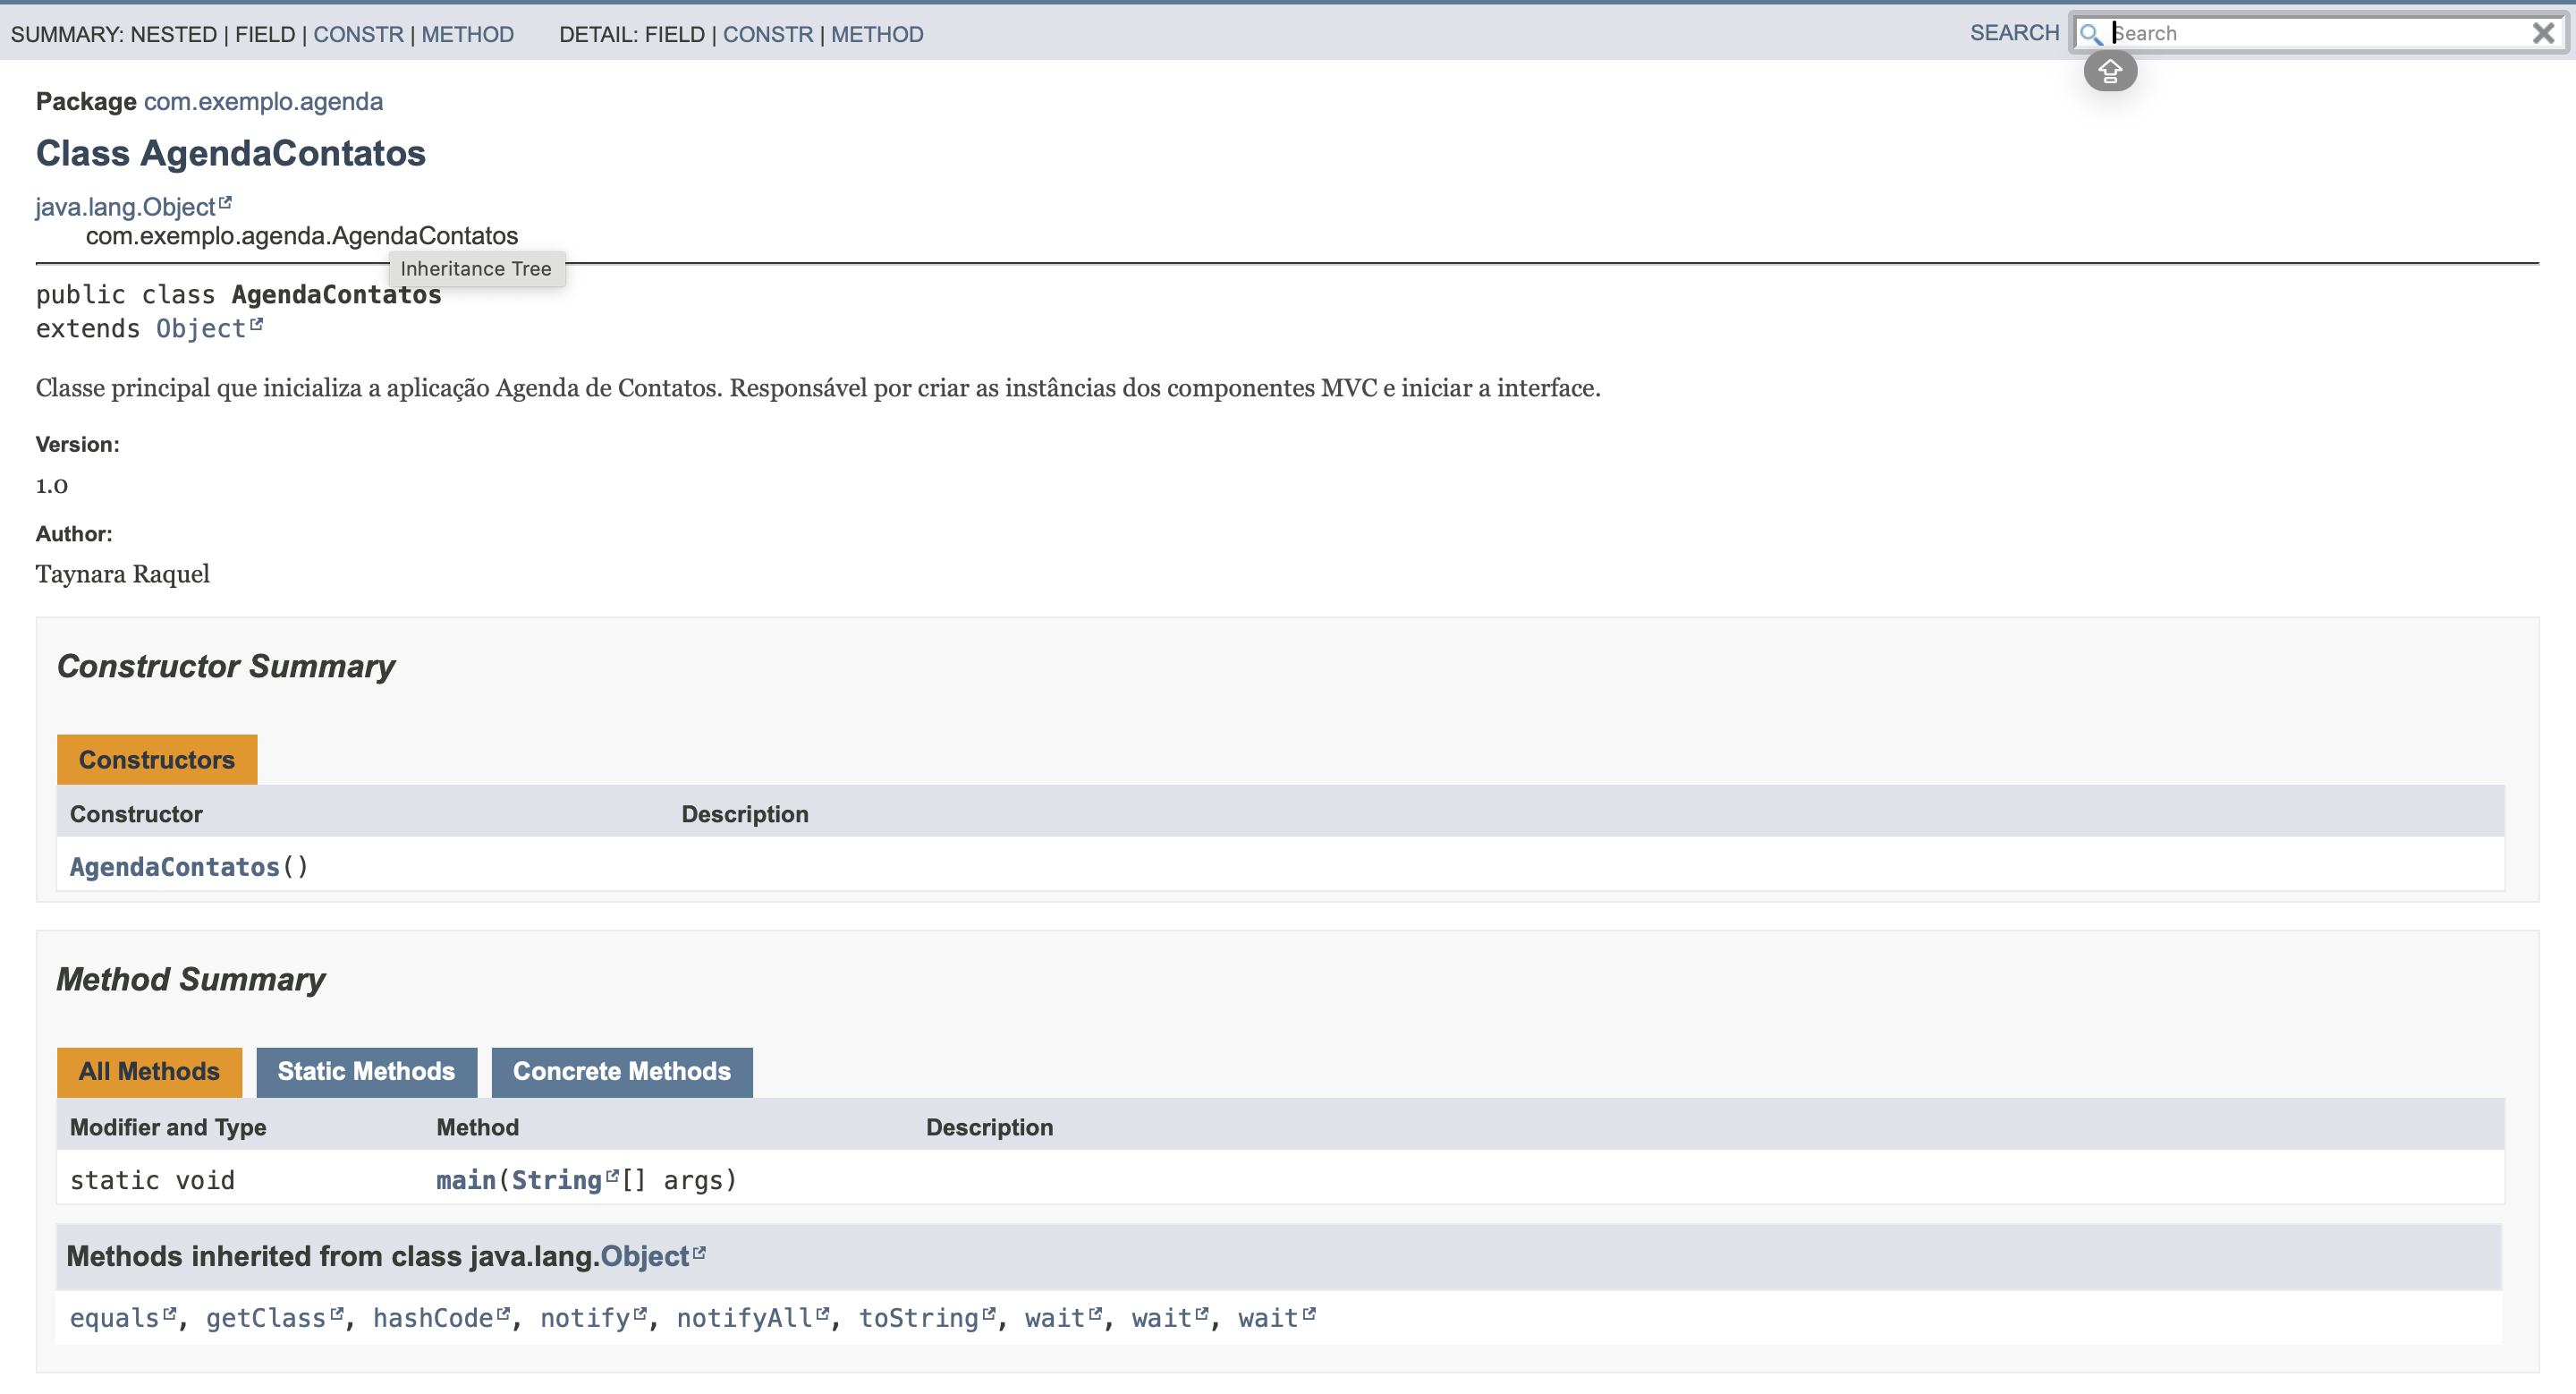 SUMMARY: NESTED | FIELD | CONSTR | METHOD DETAIL: FIELD | CONSTR | METHOD SEARCH Search
Package com.exemplo.agenda
Class AgendaContatos
java.lang.Object
com.exemplo.agenda.AgendaContatos
Inheritance Tree
public class AgendaContatos
extends Object
Classe principal que inicializa a aplicação Agenda de Contatos. Responsável por criar as instâncias dos componentes MVC e iniciar a interface.
Version:
1.0
Author:
Taynara Raquel
Constructor Summary
Constructors
Constructor Description
AgendaContatos()
Method Summary
All Methods Static Methods Concrete Methods
Modifier and Type Method Description
static void main(String[] args)
Methods inherited from class java.lang.Object
equals, getClass, hashCode, notify, notifyAll, toString, wait, wait, wait